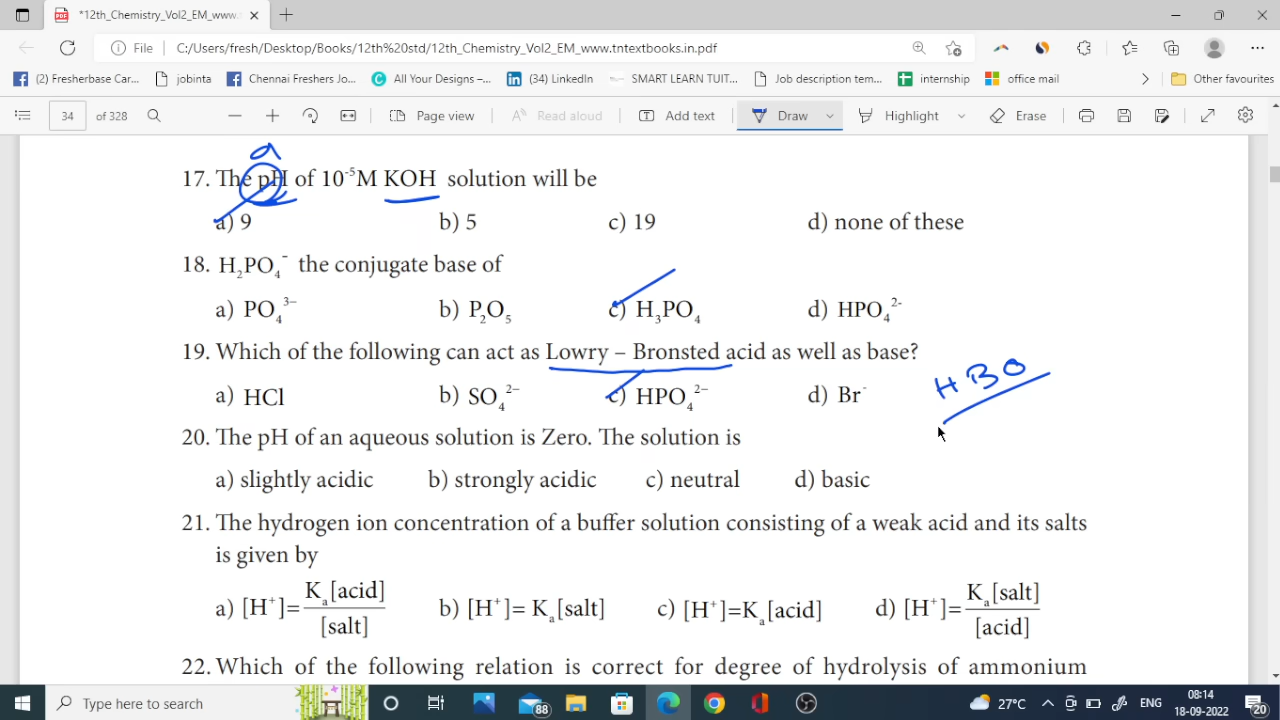 *12th_Chemistry_Vol2_EM_www.
File C:/Users/fresh/Desktop/Books/12th%20std/12th_Chemistry_Vol2_EM_www.tntextbooks.in.pdf
(2) Fresherbase Car... jobinta Chennai Freshers Jo... All Your Designs –... (34) LinkedIn SMART LEARN TUIT... Job description tem... internship office mail Other favourites
34 of 328 Page view Read aloud Add text Draw Highlight Erase
a
17. The pH of 10⁻⁵M KOH solution will be
a) 9 b) 5 c) 19 d) none of these
18. H₂PO₄⁻ the conjugate base of
a) PO₄³⁻ b) P₂O₅ c) H₃PO₄ d) HPO₄²⁻
19. Which of the following can act as Lowry – Bronsted acid as well as base?
HBO
a) HCl b) SO₄²⁻ c) HPO₄²⁻ d) Br⁻
20. The pH of an aqueous solution is Zero. The solution is
a) slightly acidic b) strongly acidic c) neutral d) basic
21. The hydrogen ion concentration of a buffer solution consisting of a weak acid and its salts
is given by
a) [H⁺]=Kₐ[acid]/[salt] b) [H⁺]= Kₐ[salt] c) [H⁺]=Kₐ[acid] d) [H⁺]=Kₐ[salt]/[acid]
22. Which of the following relation is correct for degree of hydrolysis of ammonium
Type here to search 88 27°C ENG 08:14 18-09-2022 20